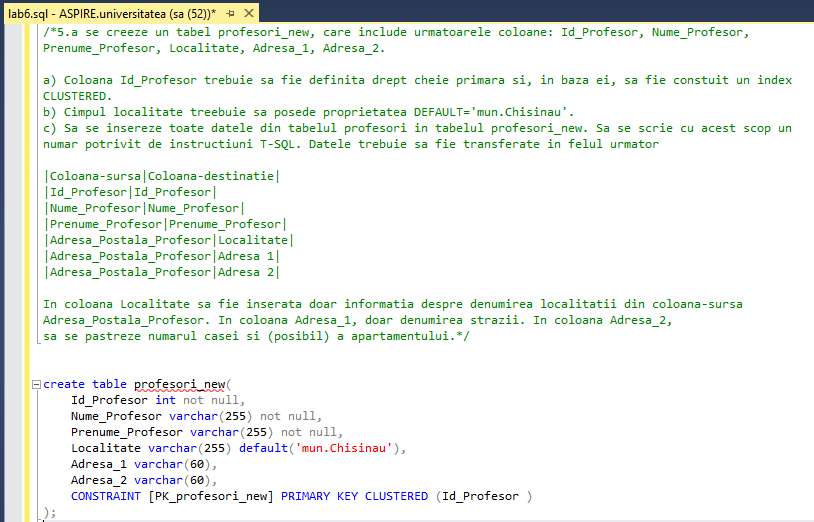 lab6.sql - ASPIRE.universitatea (sa (52))*
/*5.a se creeze un tabel profesori_new, care include urmatoarele coloane: Id_Profesor, Nume_Profesor,
Prenume_Profesor, Localitate, Adresa_1, Adresa_2.
a) Coloana Id_Profesor trebuie sa fie definita drept cheie primara si, in baza ei, sa fie constuit un index
CLUSTERED.
b) Cimpul localitate treebuie sa posede proprietatea DEFAULT='mun.Chisinau'.
c) Sa se insereze toate datele din tabelul profesori in tabelul profesori_new. Sa se scrie cu acest scop un
numar potrivit de instructiuni T-SQL. Datele trebuie sa fie transferate in felul urmator
|Coloana-sursa|Coloana-destinatie|
|Id_Profesor|Id_Profesor|
|Nume_Profesor|Nume_Profesor|
|Prenume_Profesor|Prenume_Profesor|
|Adresa_Postala_Profesor|Localitate|
|Adresa_Postala_Profesor|Adresa 1|
|Adresa_Postala_Profesor|Adresa 2|
In coloana Localitate sa fie inserata doar informatia despre denumirea localitatii din coloana-sursa
Adresa_Postala_Profesor. In coloana Adresa_1, doar denumirea strazii. In coloana Adresa_2,
sa se pastreze numarul casei si (posibil) a apartamentului.*/
create table profesori_new(
Id_Profesor int not null,
Nume_Profesor varchar(255) not null,
Prenume_Profesor varchar(255) not null,
Localitate varchar(255) default('mun.Chisinau'),
Adresa_1 varchar(60),
Adresa_2 varchar(60),
CONSTRAINT [PK_profesori_new] PRIMARY KEY CLUSTERED (Id_Profesor )
);